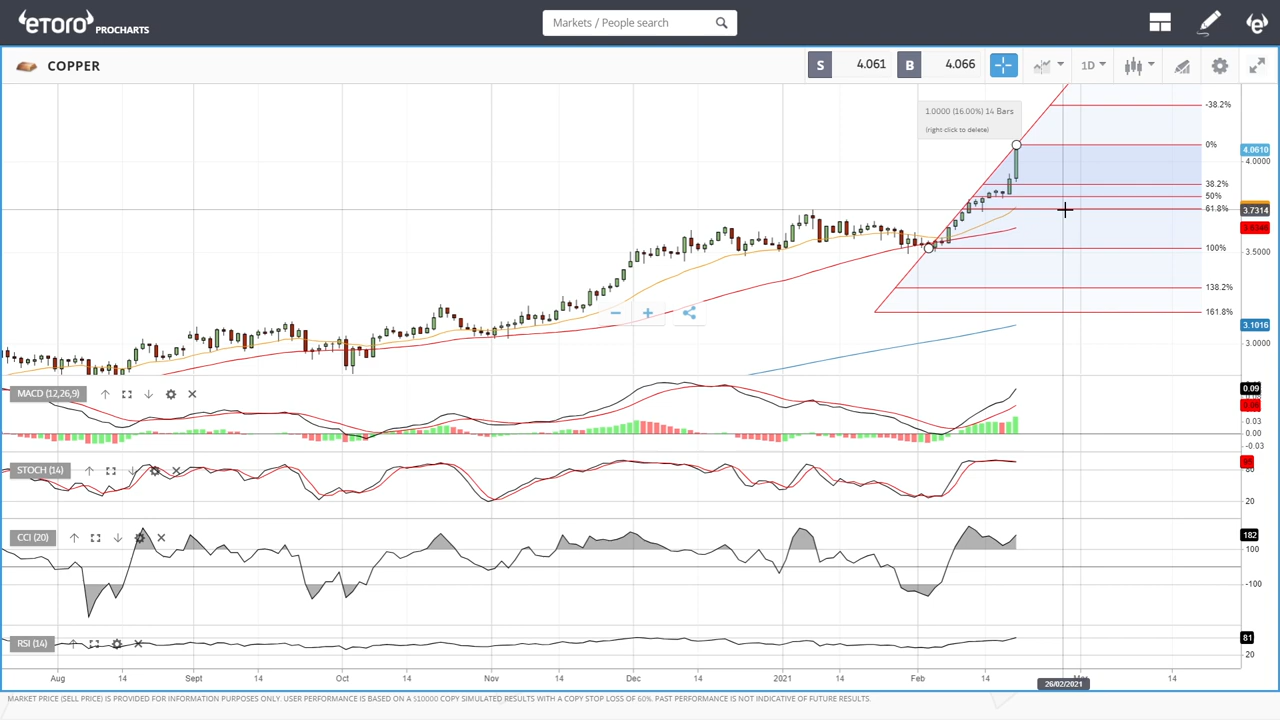 eToro PROCHARTS
Markets / People search
COPPER
S 4.061 B 4.066 1D
1.0000 (16.00%) 14 Bars
(right click to delete)
-38.2%
0%
38.2%
50%
61.8%
100%
138.2%
161.8%
4.0610
4.0000
3.7314
3.5000
3.1016
3.0000
MACD (12,26,9)
0.09
0.03
0.00
-0.03
STOCH (14)
80
20
CCI (20)
182
100
-100
RSI (14)
81
20
Aug 14 Sept 14 Oct 14 Nov 14 Dec 14 2021 14 Feb 14 14
26/02/2021
MARKET PRICE (SELL PRICE) IS PROVIDED FOR INFORMATION PURPOSES ONLY. USER PERFORMANCE IS BASED ON A $10000 COPY SIMULATED RESULTS WITH A COPY STOP LOSS OF 60%. PAST PERFORMANCE IS NOT INDICATIVE OF FUTURE RESULTS.